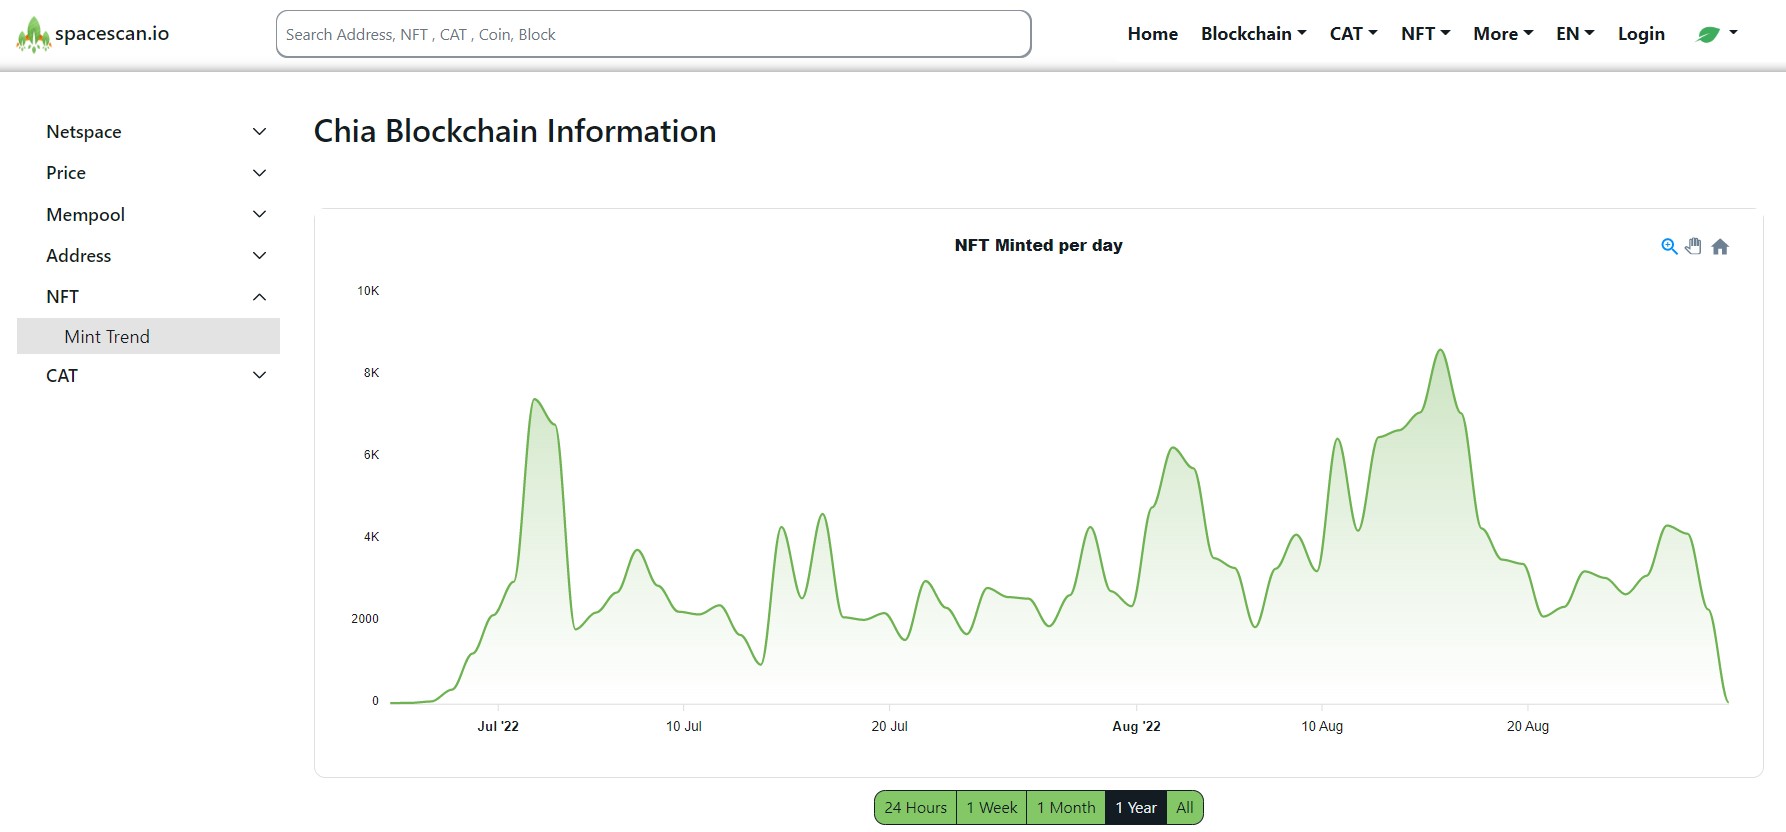 spacescan.io
Search Address, NFT , CAT , Coin, Block
Home Blockchain CAT NFT More EN Login
Netspace
Price
Mempool
Address
NFT
Mint Trend
CAT
Chia Blockchain Information
NFT Minted per day
10K
8K
6K
4K
2000
0
Jul '22 10 Jul 20 Jul Aug '22 10 Aug 20 Aug
24 Hours 1 Week 1 Month 1 Year All